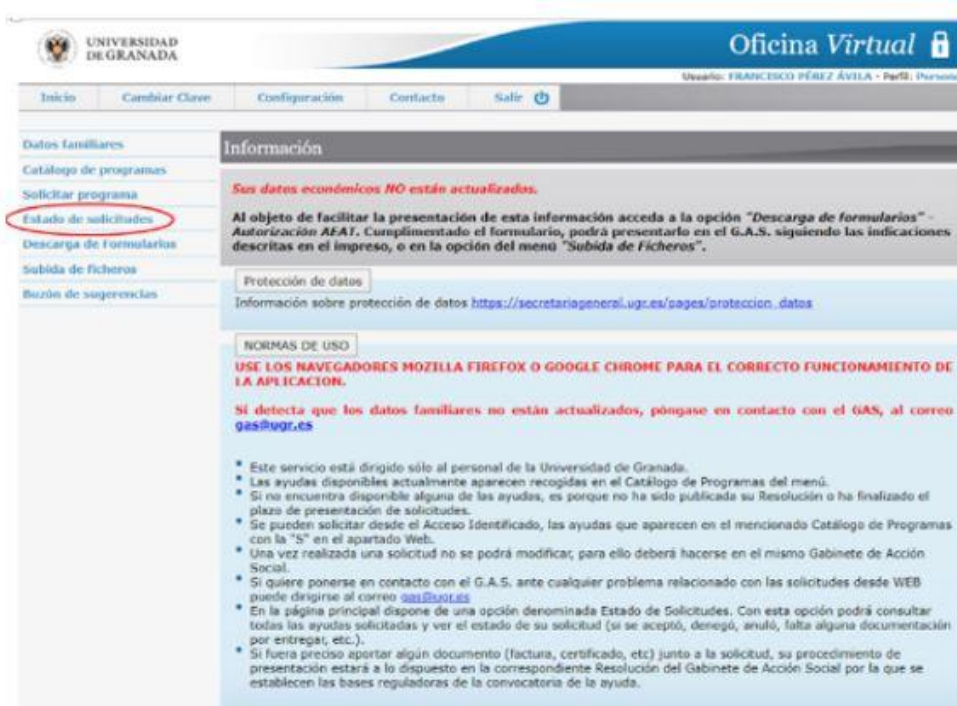 UNIVERSIDAD
DE GRANADA
Oficina Virtual
Usuario: FRANCISCO PÉREZ ÁVILA - Perfil: Persona
Inicio Cambiar Clave Configuración Contacto Salir
Datos familiares
Catálogo de programas
Solicitar programa
Estado de solicitudes
Descarga de Formularios
Subida de ficheros
Buzón de sugerencias
Información
Sus datos económicos NO están actualizados.
Al objeto de facilitar la presentación de esta información acceda a la opción "Descarga de formularios" -
Autorización AEAT. Cumplimentado el formulario, podrá presentarlo en el G.A.S. siguiendo las indicaciones
descritas en el impreso, o en la opción del menú "Subida de Ficheros".
Protección de datos
Información sobre protección de datos https://secretariageneral.ugr.es/pages/proteccion_datos
NORMAS DE USO
USE LOS NAVEGADORES MOZILLA FIREFOX O GOOGLE CHROME PARA EL CORRECTO FUNCIONAMIENTO DE
LA APLICACION.
Si detecta que los datos familiares no están actualizados, póngase en contacto con el GAS, al correo
gas@ugr.es
• Este servicio está dirigido sólo al personal de la Universidad de Granada.
• Las ayudas disponibles actualmente aparecen recogidas en el Catálogo de Programas del menú.
• Si no encuentra disponible alguna de las ayudas, es porque no ha sido publicada su Resolución o ha finalizado el
plazo de presentación de solicitudes.
• Se pueden solicitar desde el Acceso Identificado, las ayudas que aparecen en el mencionado Catálogo de Programas
con la "S" en el apartado Web.
• Una vez realizada una solicitud no se podrá modificar, para ello deberá hacerse en el mismo Gabinete de Acción
Social.
• Si quiere ponerse en contacto con el G.A.S. ante cualquier problema relacionado con las solicitudes desde WEB
puede dirigirse al correo gas@ugr.es
• En la página principal dispone de una opción denominada Estado de Solicitudes. Con esta opción podrá consultar
todas las ayudas solicitadas y ver el estado de su solicitud (si se aceptó, denegó, anuló, falta alguna documentación
por entregar, etc.).
• Si fuera preciso aportar algún documento (factura, certificado, etc) junto a la solicitud, su procedimiento de
presentación estará a lo dispuesto en la correspondiente Resolución del Gabinete de Acción Social por la que se
establecen las bases reguladoras de la convocatoria de la ayuda.